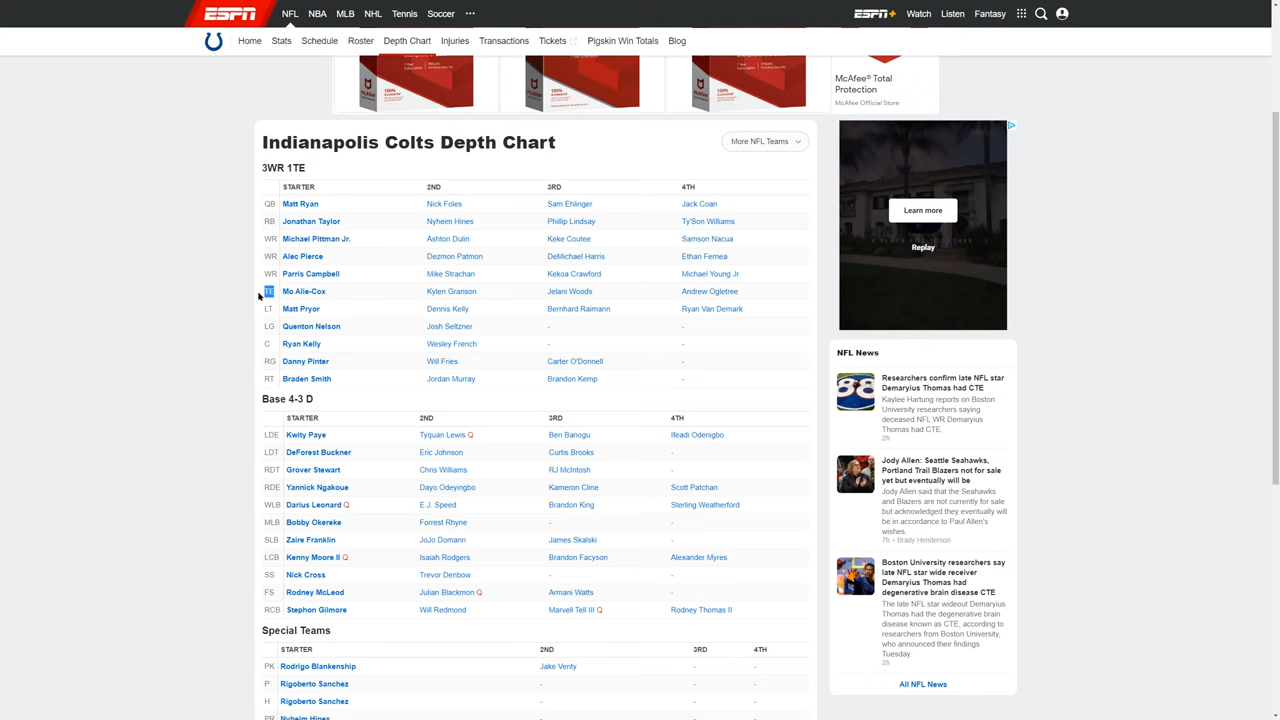 ESPN NFL NBA MLB NHL Tennis Soccer ESPN+ Watch Listen Fantasy
Home Stats Schedule Roster Depth Chart Injuries Transactions Tickets Pigskin Win Totals Blog
McAfee® Total
Protection
McAfee Official Store
Indianapolis Colts Depth Chart
More NFL Teams
3WR 1TE
STARTER 2ND 3RD 4TH
QB Matt Ryan Nick Foles Sam Ehlinger Jack Coan
RB Jonathan Taylor Nyheim Hines Phillip Lindsay Ty'Son Williams
WR Michael Pittman Jr. Ashton Dulin Keke Coutee Samson Nacua
WR Alec Pierce Dezmon Patmon DeMichael Harris Ethan Fernea
WR Parris Campbell Mike Strachan Kekoa Crawford Michael Young Jr.
TE Mo Alie-Cox Kylen Granson Jelani Woods Andrew Ogletree
LT Matt Pryor Dennis Kelly Bernhard Raimann Ryan Van Demark
LG Quenton Nelson Josh Seltzner - -
C Ryan Kelly Wesley French - -
RG Danny Pinter Will Fries Carter O'Donnell -
RT Braden Smith Jordan Murray Brandon Kemp -
Base 4-3 D
STARTER 2ND 3RD 4TH
LDE Kwity Paye Tyquan Lewis Q Ben Banogu Ifeadi Odenigbo
LDT DeForest Buckner Eric Johnson Curtis Brooks -
RDT Grover Stewart Chris Williams RJ McIntosh -
RDE Yannick Ngakoue Dayo Odeyingbo Kameron Cline Scott Patchan
WLB Darius Leonard Q E.J. Speed Brandon King Sterling Weatherford
MLB Bobby Okereke Forrest Rhyne - -
SLB Zaire Franklin JoJo Domann James Skalski -
LCB Kenny Moore II Q Isaiah Rodgers Brandon Facyson Alexander Myres
SS Nick Cross Trevor Denbow - -
FS Rodney McLeod Julian Blackmon Q Armani Watts -
RCB Stephon Gilmore Will Redmond Marvell Tell III Q Rodney Thomas II
Special Teams
STARTER 2ND 3RD 4TH
PK Rodrigo Blankenship Jake Verity - -
P Rigoberto Sanchez - - -
H Rigoberto Sanchez - - -
PR Nyheim Hines
Learn more
Replay
NFL News
Researchers confirm late NFL star
Demaryius Thomas had CTE
Kaylee Hartung reports on Boston
University researchers saying
deceased NFL WR Demaryius
Thomas had CTE.
2h
Jody Allen: Seattle Seahawks,
Portland Trail Blazers not for sale
yet but eventually will be
Jody Allen said that the Seahawks
and Blazers are not currently for sale
but acknowledged they eventually will
be in accordance to Paul Allen's
wishes.
7h • Brady Henderson
Boston University researchers say
late NFL star wide receiver
Demaryius Thomas had
degenerative brain disease CTE
The late NFL star wideout Demaryius
Thomas had the degenerative brain
disease known as CTE, according to
researchers from Boston University,
who announced their findings
Tuesday.
2h
All NFL News